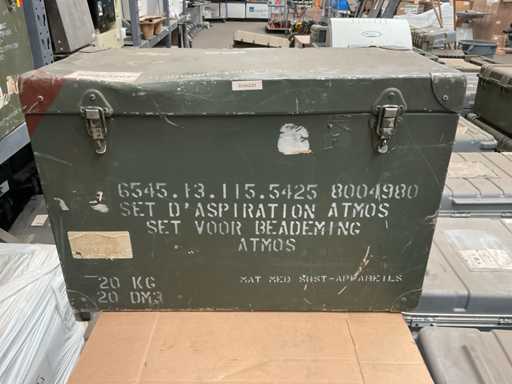 6545.13.115.5425 8004980
SET D'ASPIRATION ATMOS
SET VOOR BEADEMING
ATMOS
20 KG
20 DM3
MAT MED SUST-APPAREILS